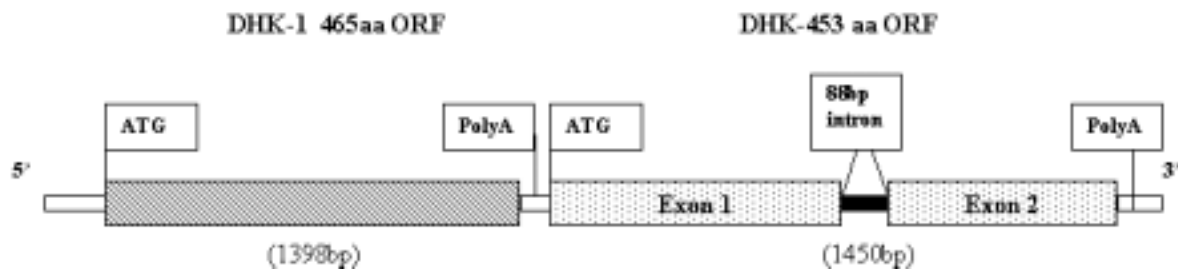 DHK-1 465aa ORF
DHK-453 aa ORF
ATG
PolyA
ATG
88bp
intron
PolyA
5'
3'
Exon 1
Exon 2
(1398bp)
(1450bp)